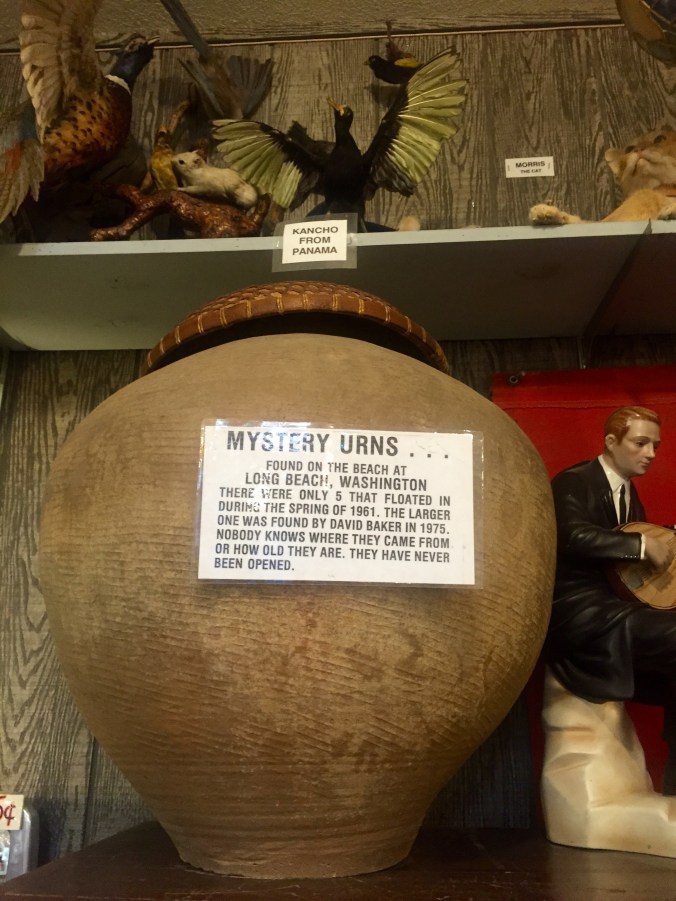 MORRIS
THE CAT
KANCHO
FROM
PANAMA
MYSTERY URNS . . .
FOUND ON THE BEACH AT
LONG BEACH, WASHINGTON
THERE WERE ONLY 5 THAT FLOATED IN
DURING THE SPRING OF 1961. THE LARGER
ONE WAS FOUND BY DAVID BAKER IN 1975.
NOBODY KNOWS WHERE THEY CAME FROM
OR HOW OLD THEY ARE. THEY HAVE NEVER
BEEN OPENED.
5¢